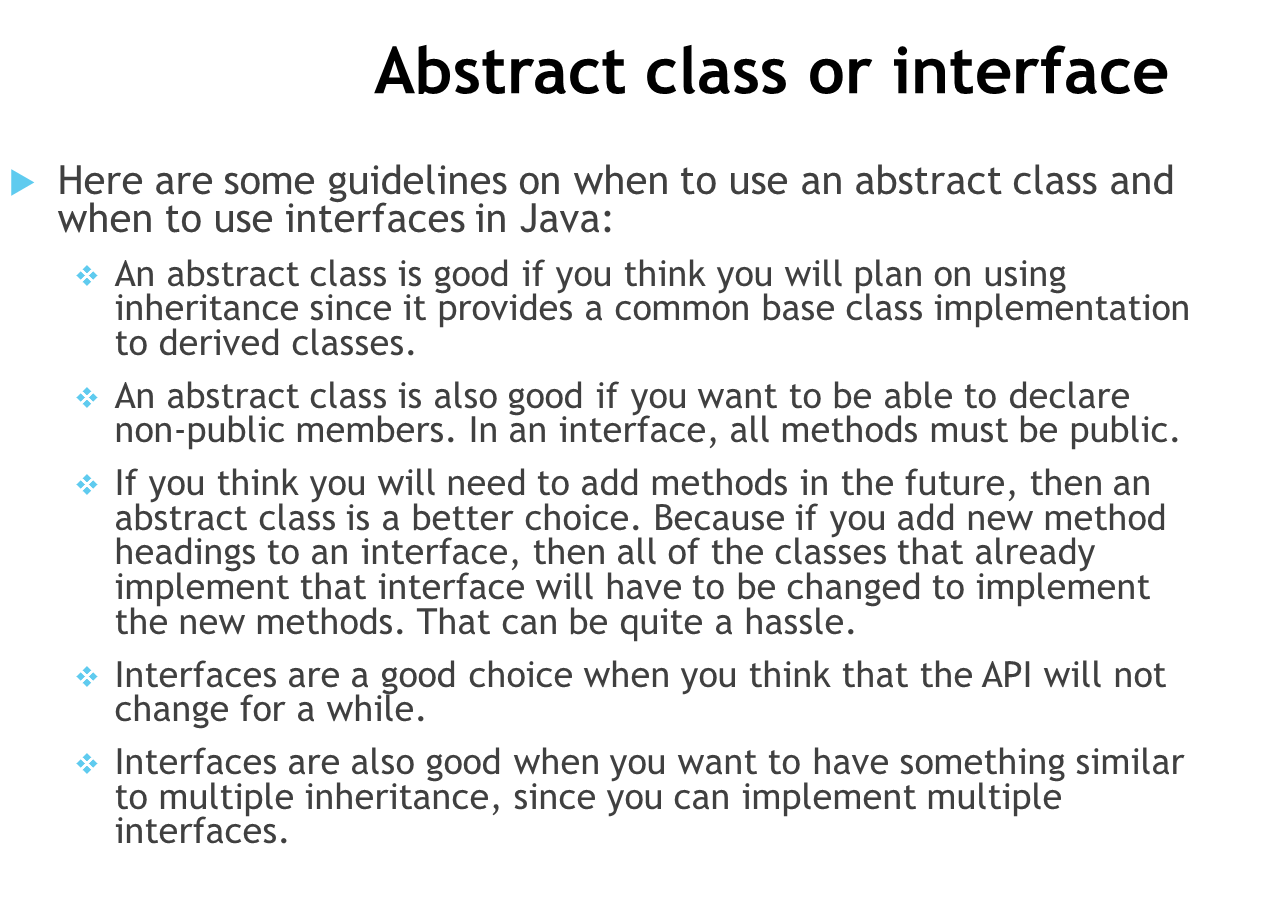 Abstract class or interface
Here are some guidelines on when to use an abstract class and
when to use interfaces in Java:
An abstract class is good if you think you will plan on using
inheritance since it provides a common base class implementation
to derived classes.
An abstract class is also good if you want to be able to declare
non-public members. In an interface, all methods must be public.
If you think you will need to add methods in the future, then an
abstract class is a better choice. Because if you add new method
headings to an interface, then all of the classes that already
implement that interface will have to be changed to implement
the new methods. That can be quite a hassle.
Interfaces are a good choice when you think that the API will not
change for a while.
Interfaces are also good when you want to have something similar
to multiple inheritance, since you can implement multiple
interfaces.